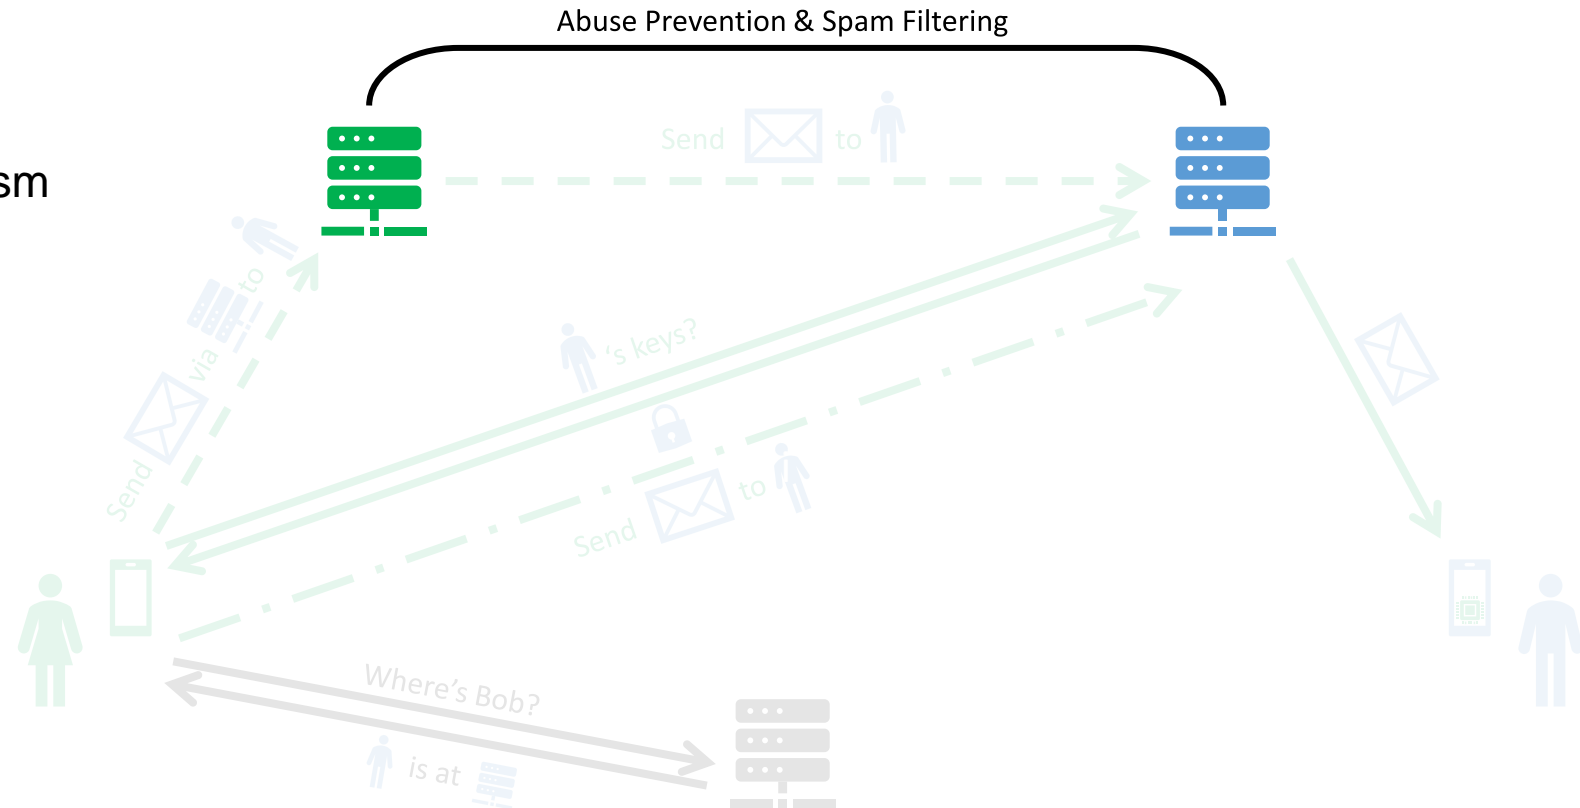 Abuse Prevention & Spam Filtering
Send to
sm
Send via to
's keys?
Send to
Where's Bob?
is at